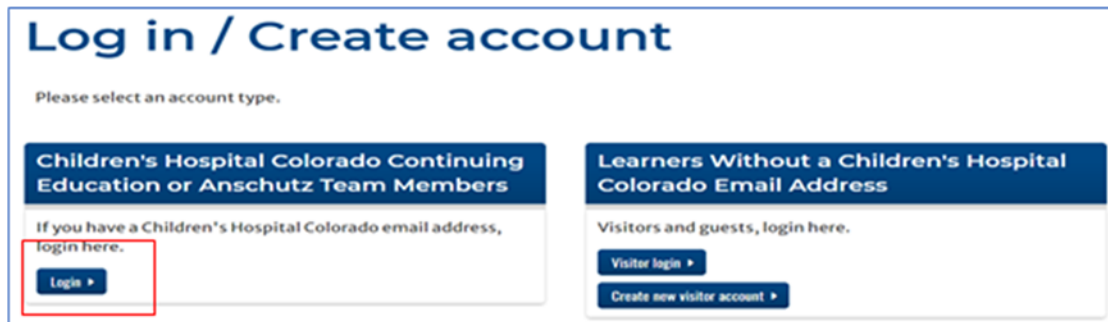 Log in / Create account
Please select an account type.
Children's Hospital Colorado Continuing
Education or Anschutz Team Members
If you have a Children's Hospital Colorado email address,
login here.
Login
Learners Without a Children's Hospital
Colorado Email Address
Visitors and guests, login here.
Visitor login
Create new visitor account